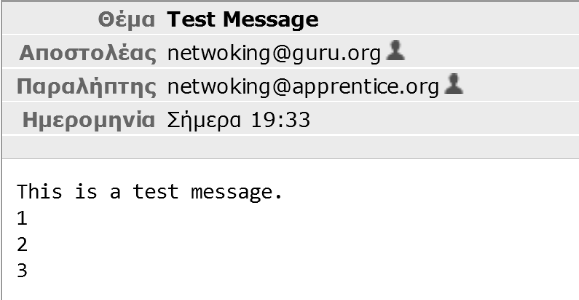 Θέμα Test Message
Αποστολέας netwoking@guru.org
Παραλήπτης netwoking@apprentice.org
Ημερομηνία Σήμερα 19:33
This is a test message.
1
2
3